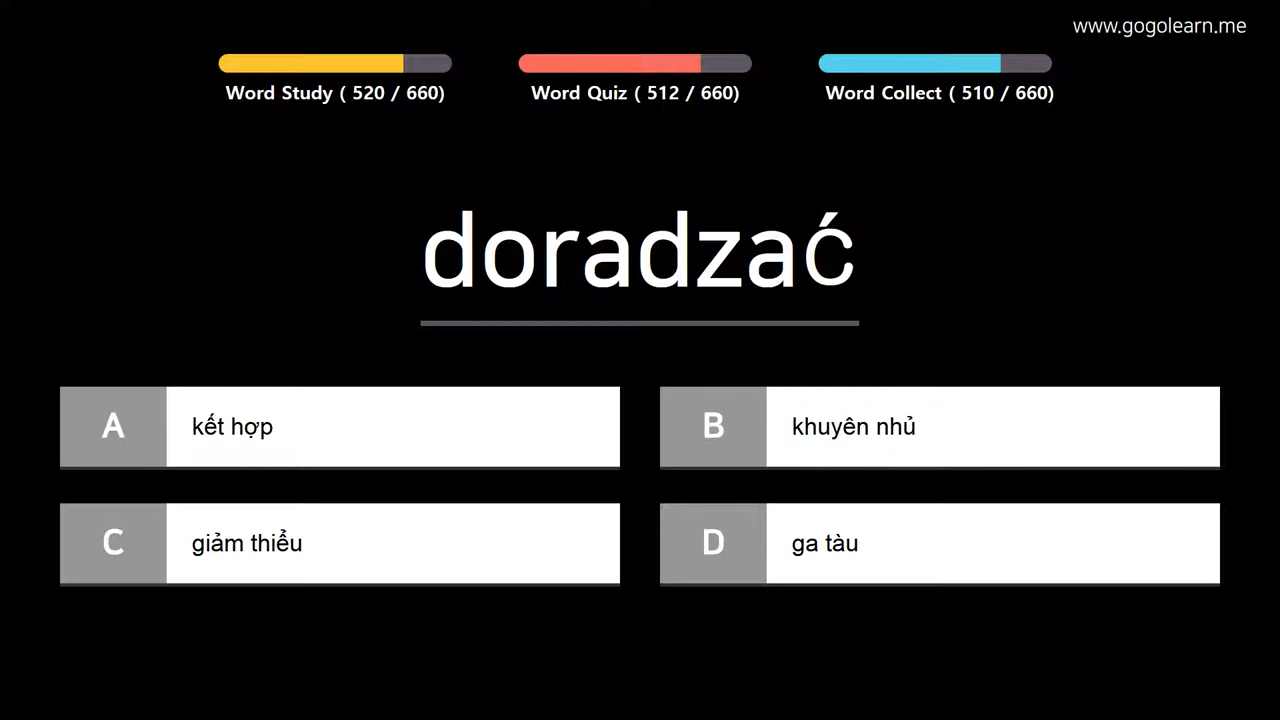 www.gogolearn.me
Word Study ( 520 / 660)
Word Quiz ( 512 / 660)
Word Collect ( 510 / 660)
doradzać
A kết hợp
B khuyên nhủ
C giảm thiểu
D ga tàu